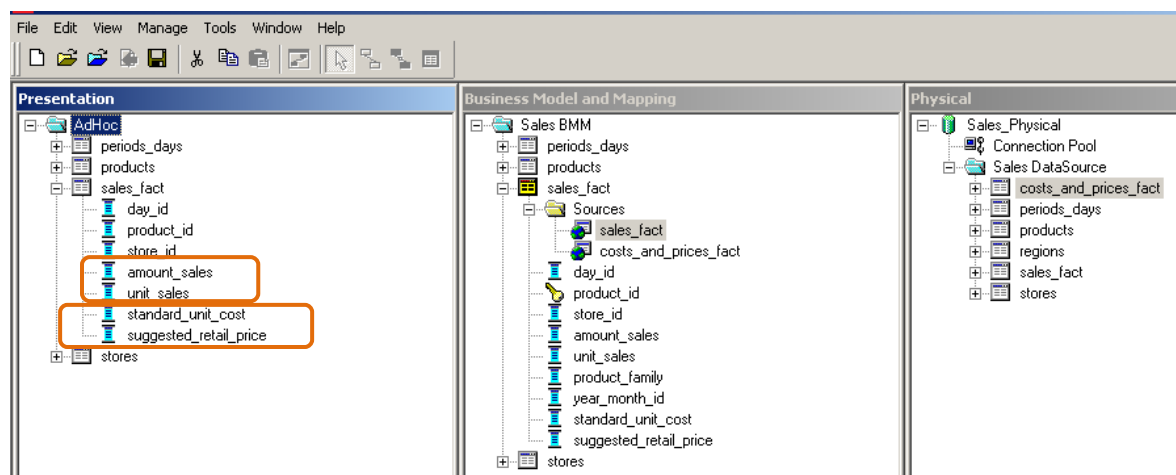 File Edit View Manage Tools Window Help
Presentation
AdHoc
periods_days
products
sales_fact
day_id
product_id
store_id
amount_sales
unit_sales
standard_unit_cost
suggested_retail_price
stores
Business Model and Mapping
Sales BMM
periods_days
products
sales_fact
Sources
sales_fact
costs_and_prices_fact
day_id
product_id
store_id
amount_sales
unit_sales
product_family
year_month_id
standard_unit_cost
suggested_retail_price
stores
Physical
Sales_Physical
Connection Pool
Sales DataSource
costs_and_prices_fact
periods_days
products
regions
sales_fact
stores